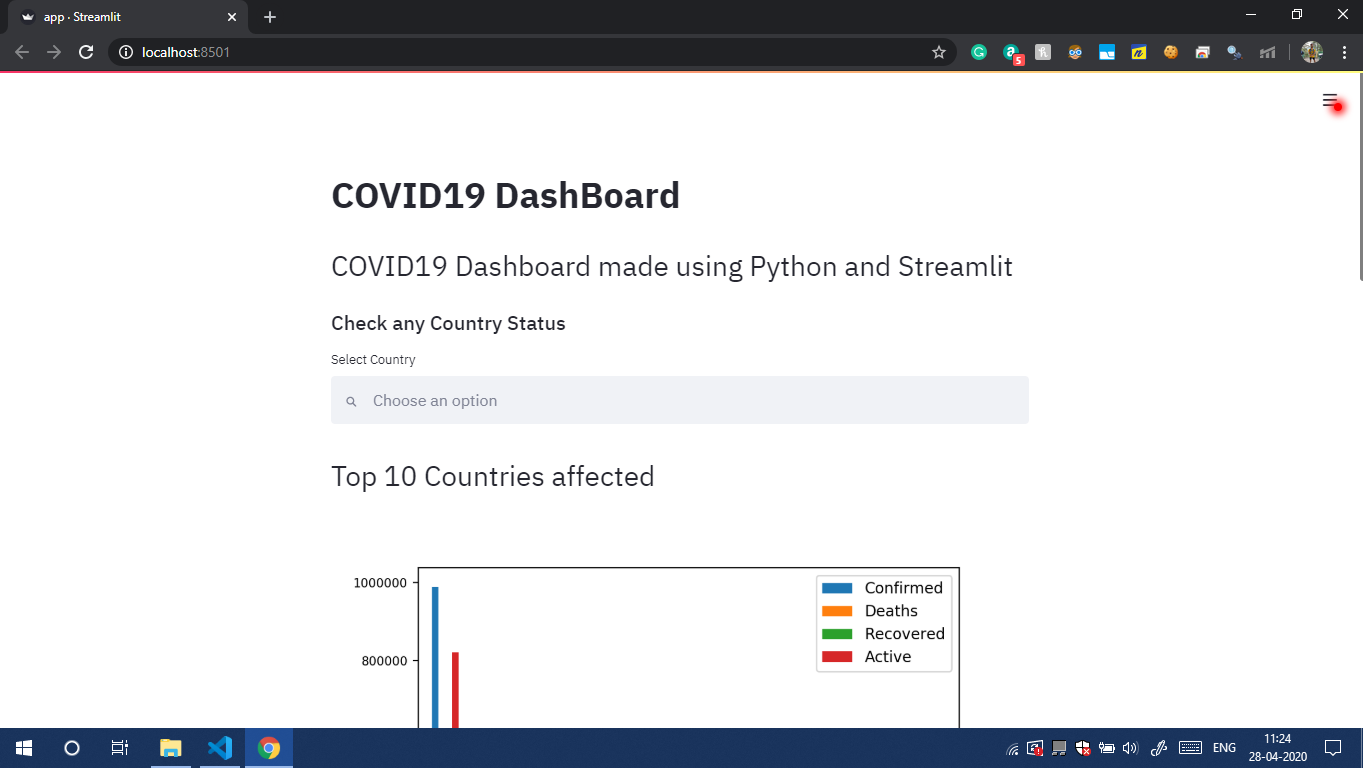 app · Streamlit
localhost:8501
5
COVID19 DashBoard
COVID19 Dashboard made using Python and Streamlit
Check any Country Status
Select Country
Choose an option
Top 10 Countries affected
1000000
800000
Confirmed
Deaths
Recovered
Active
ENG
11:24
28-04-2020